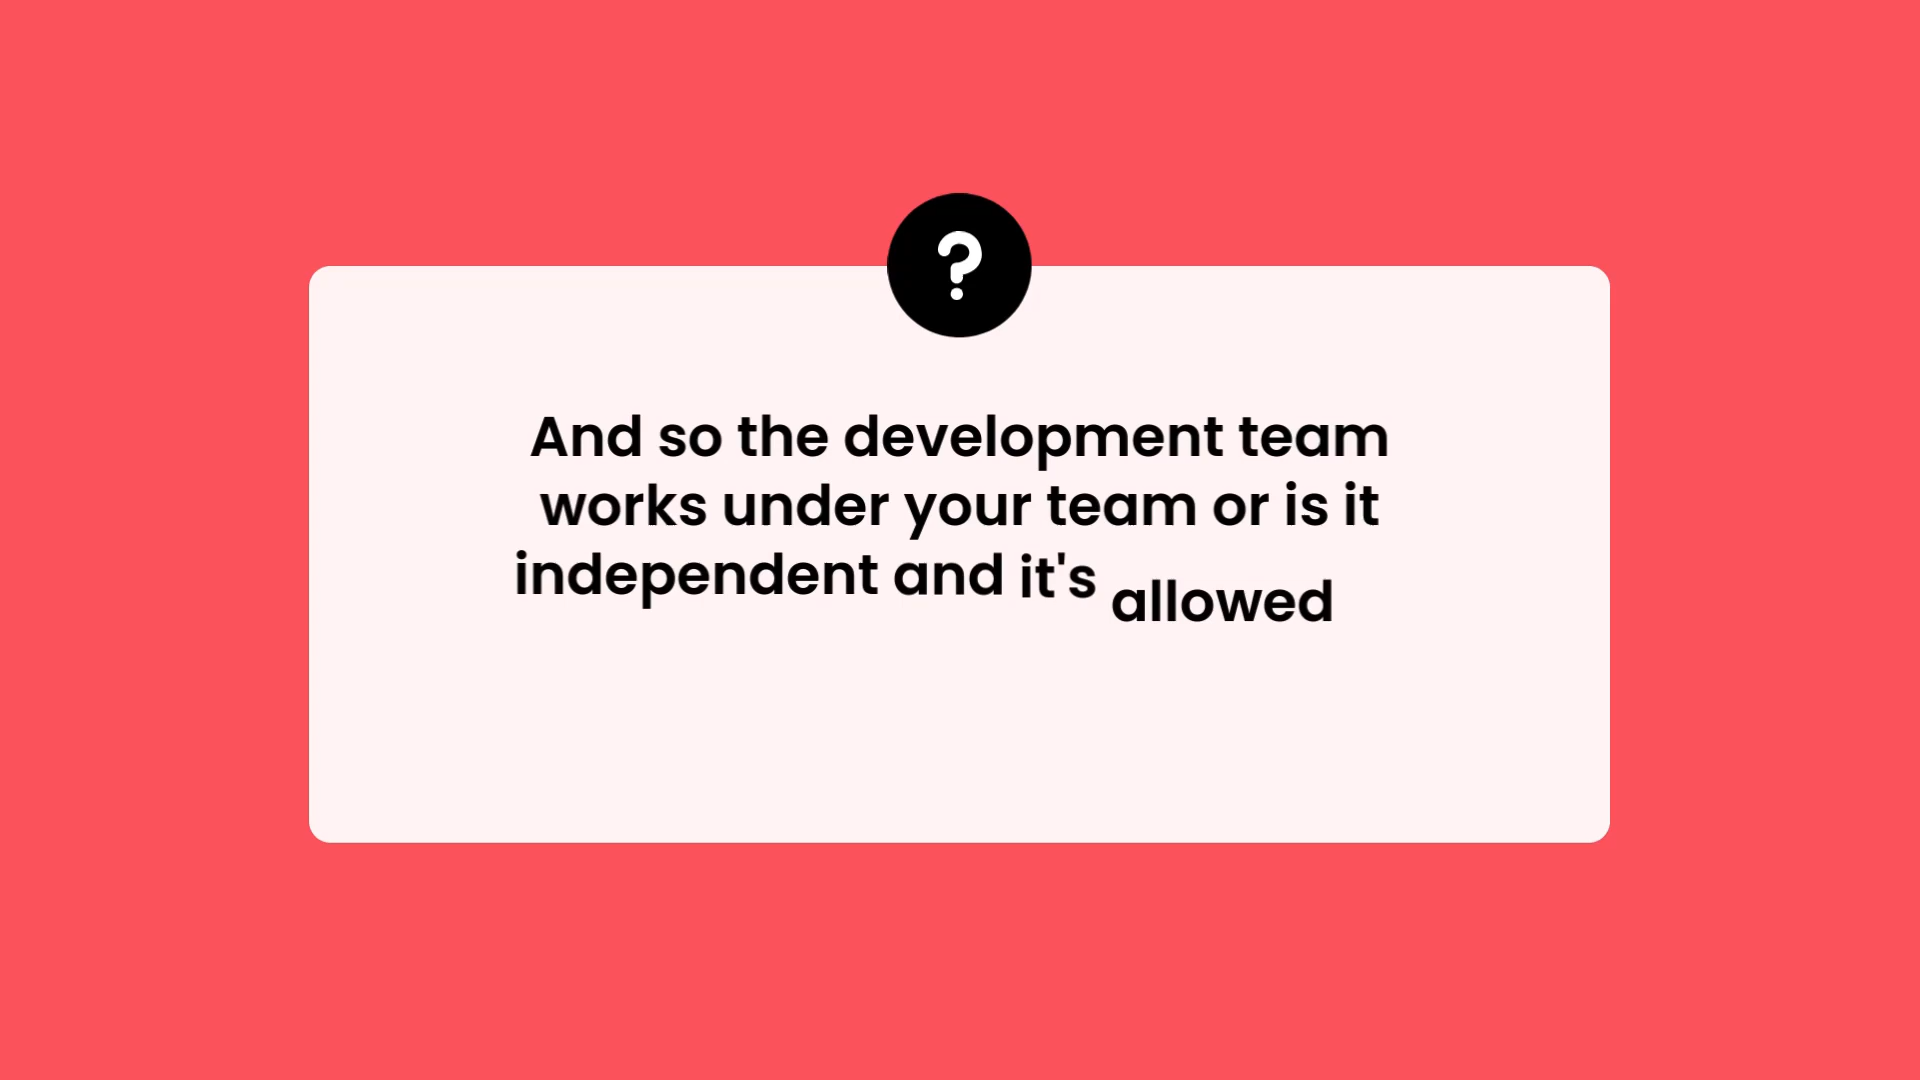 ?
And so the development team
works under your team or is it
independent and it's allowed